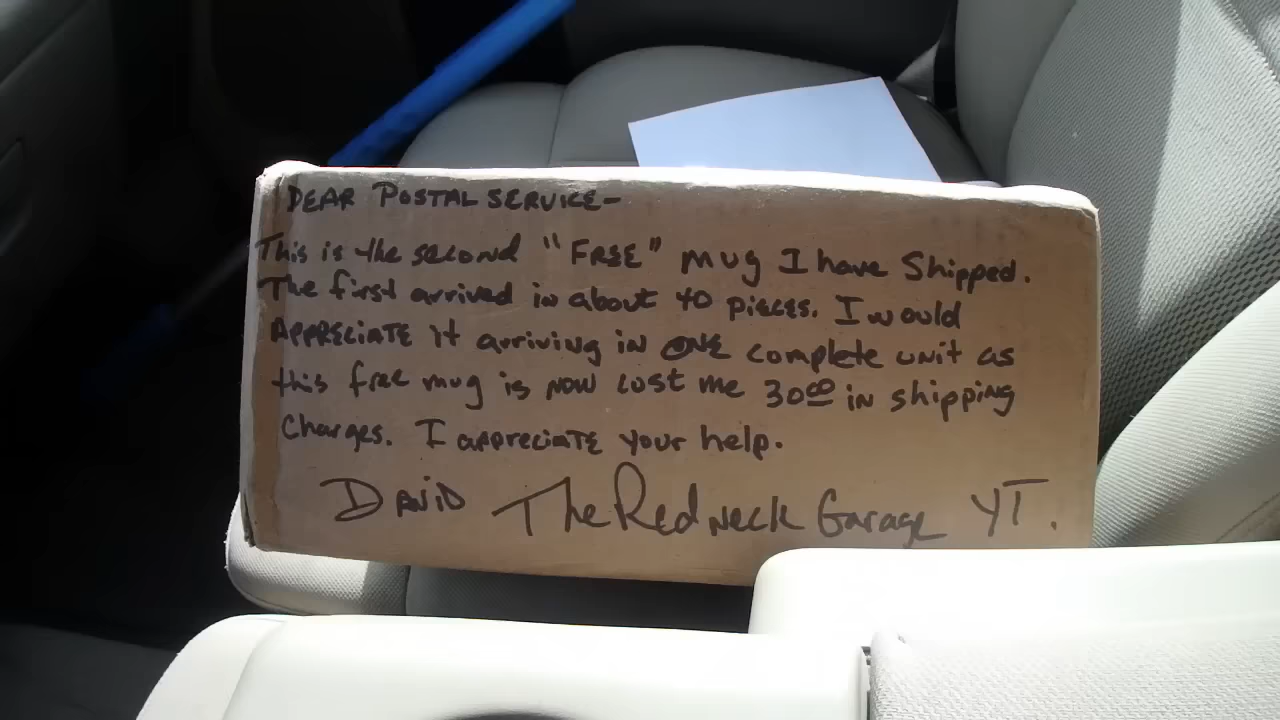 DEAR POSTAL SERVICE-
This is the second "FREE" mug I have Shipped.
The first arrived in about 40 pieces. I would
APPRECIATE it arriving in ONE complete unit as
this free mug is now cost me 30.00 in shipping
Charges. I appreciate your help.
DAVID The Redneck Garage YT.